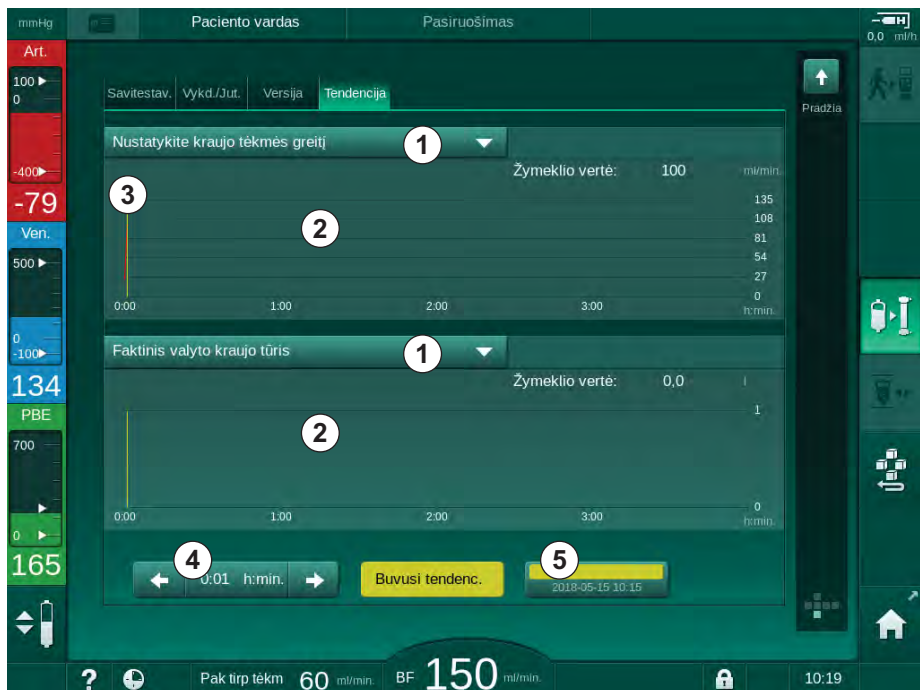 mmHg
Paciento vardas
Pasiruošimas
0,0 ml/h
Art.
100
0
-400
-79
Ven.
500
0
-100
134
PBE
700
0
165
Savitestav. Vykd./Jut. Versija Tendencija
Pradžia
Nustatykite kraujo tėkmės greitį 1
Žymeklio vertė: 100 ml/min.
3
2
135
108
81
54
27
0
0:00 1:00 2:00 3:00 h:min.
Faktinis valyto kraujo tūris 1
Žymeklio vertė: 0,0 l
2
1
0
0:00 1:00 2:00 3:00 h:min.
4
0:01 h:min.
Buvusi tendenc.
5
2018-05-15 10:15
? Pak tirp tėkm 60 ml/min. BF 150 ml/min. 10:19